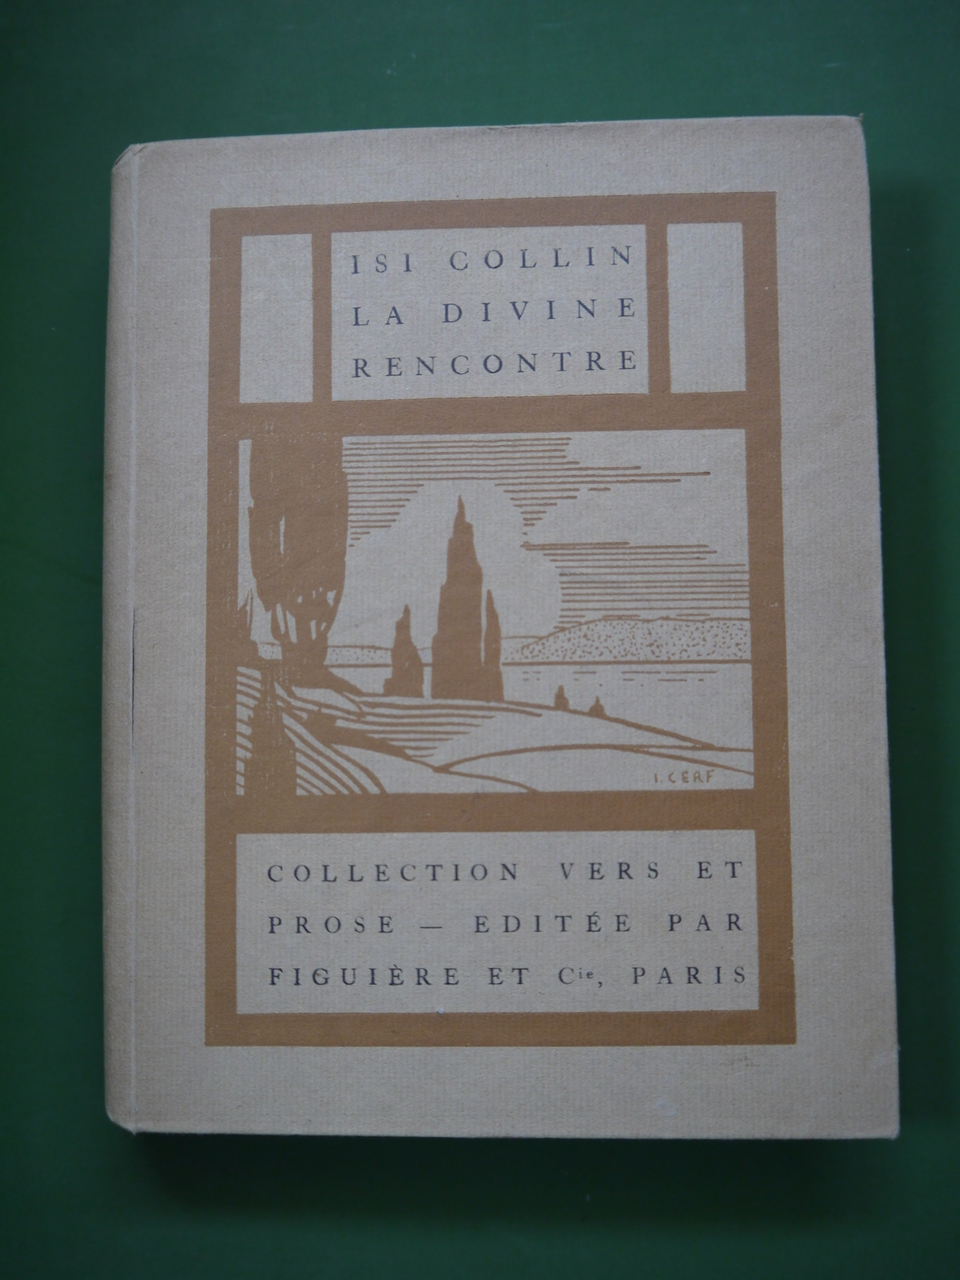 ISI COLLIN
LA DIVINE
RENCONTRE
I. CERF
COLLECTION VERS ET
PROSE — EDITÉE PAR
FIGUIÈRE ET Cie, PARIS